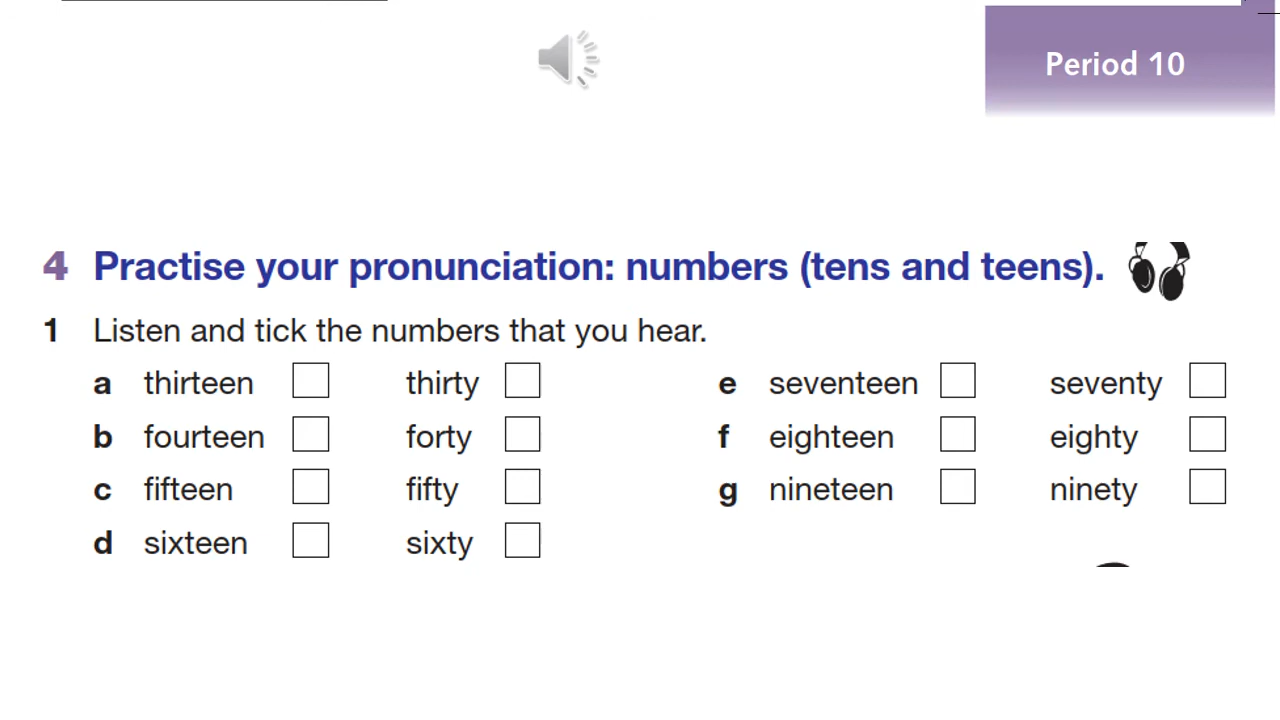 Period 10
4 Practise your pronunciation: numbers (tens and teens).
1 Listen and tick the numbers that you hear.
a thirteen thirty e seventeen seventy
b fourteen forty f eighteen eighty
c fifteen fifty g nineteen ninety
d sixteen sixty